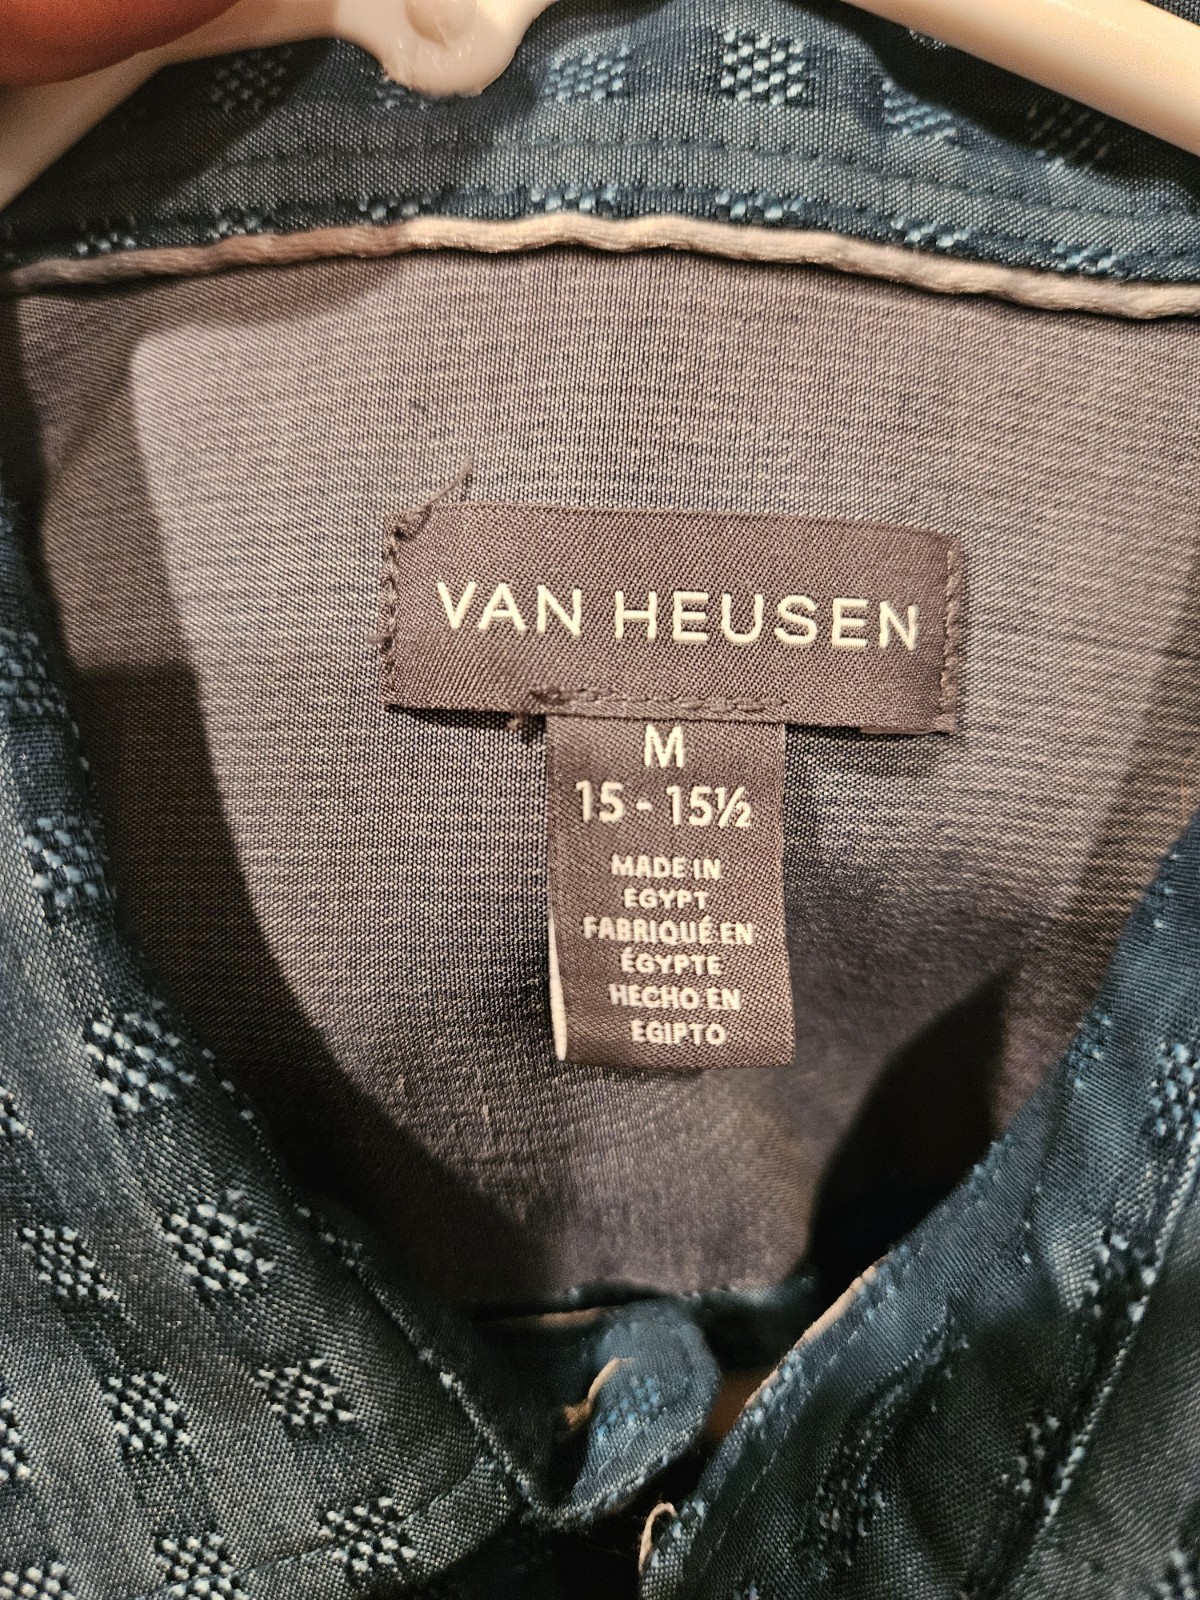 VAN HEUSEN
M
15 - 15½
MADE IN
EGYPT
FABRIQUÉ EN
ÉGYPTE
HECHO EN
EGIPTO